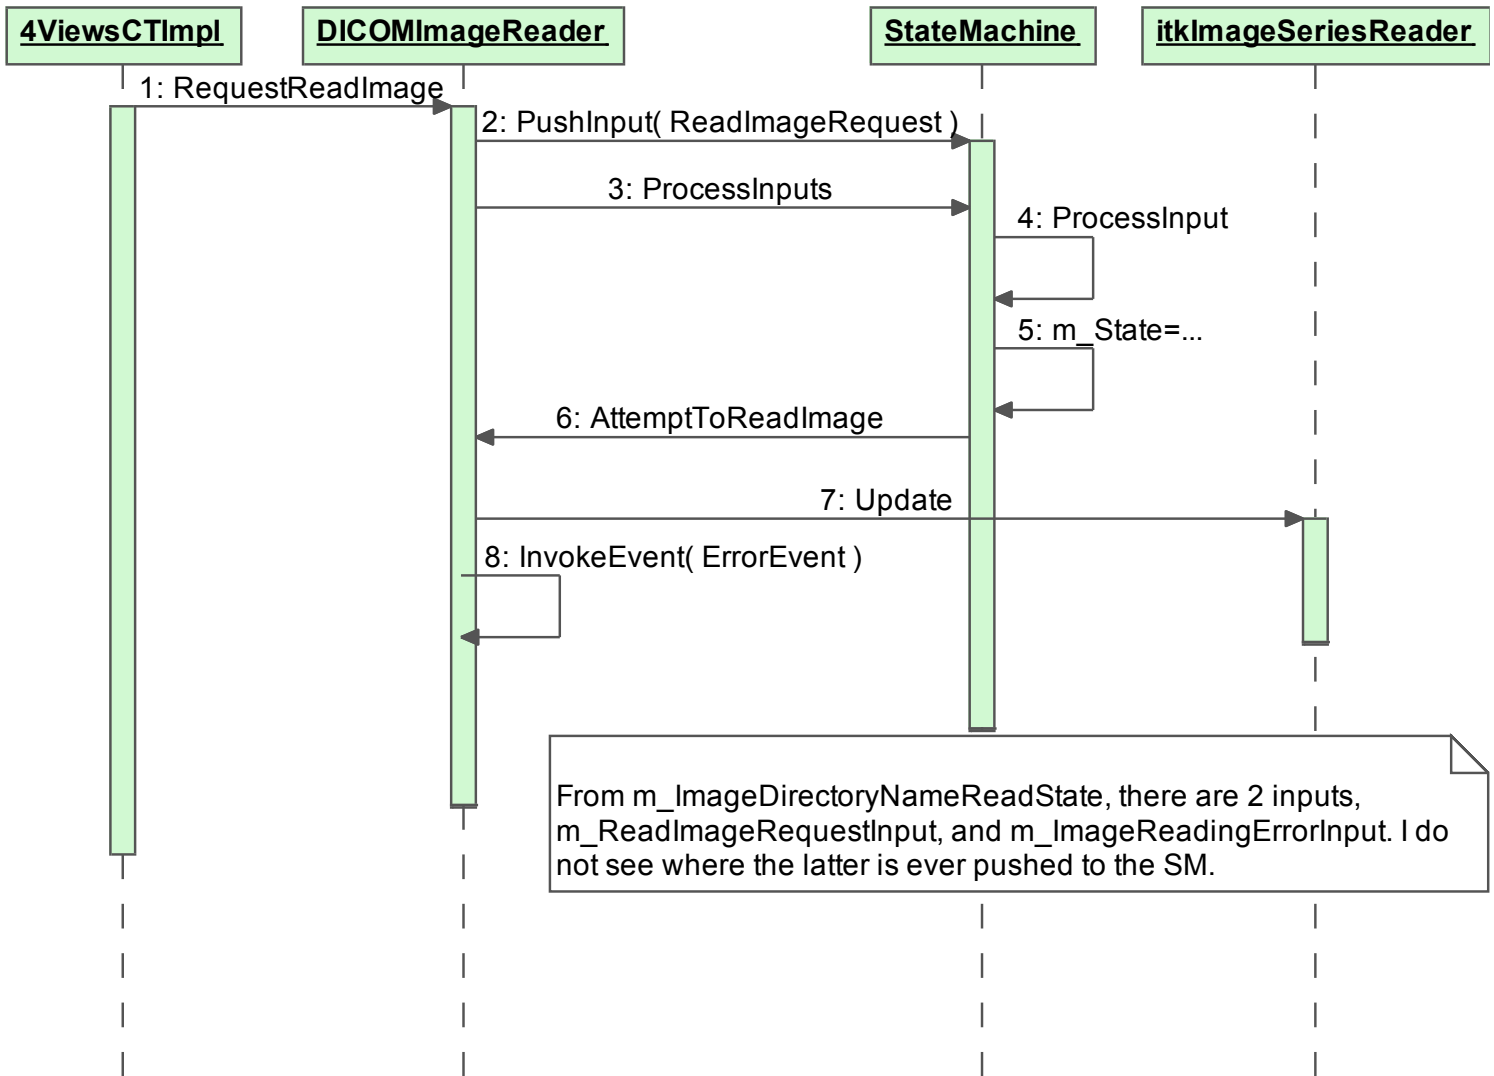 4ViewsCTImpl
DICOMImageReader
StateMachine
itkImageSeriesReader
1: RequestReadImage
2: PushInput( ReadImageRequest )
3: ProcessInputs
4: ProcessInput
5: m_State=...
6: AttemptToReadImage
7: Update
8: InvokeEvent( ErrorEvent )
From m_ImageDirectoryNameReadState, there are 2 inputs,
m_ReadImageRequestInput, and m_ImageReadingErrorInput. I do
not see where the latter is ever pushed to the SM.